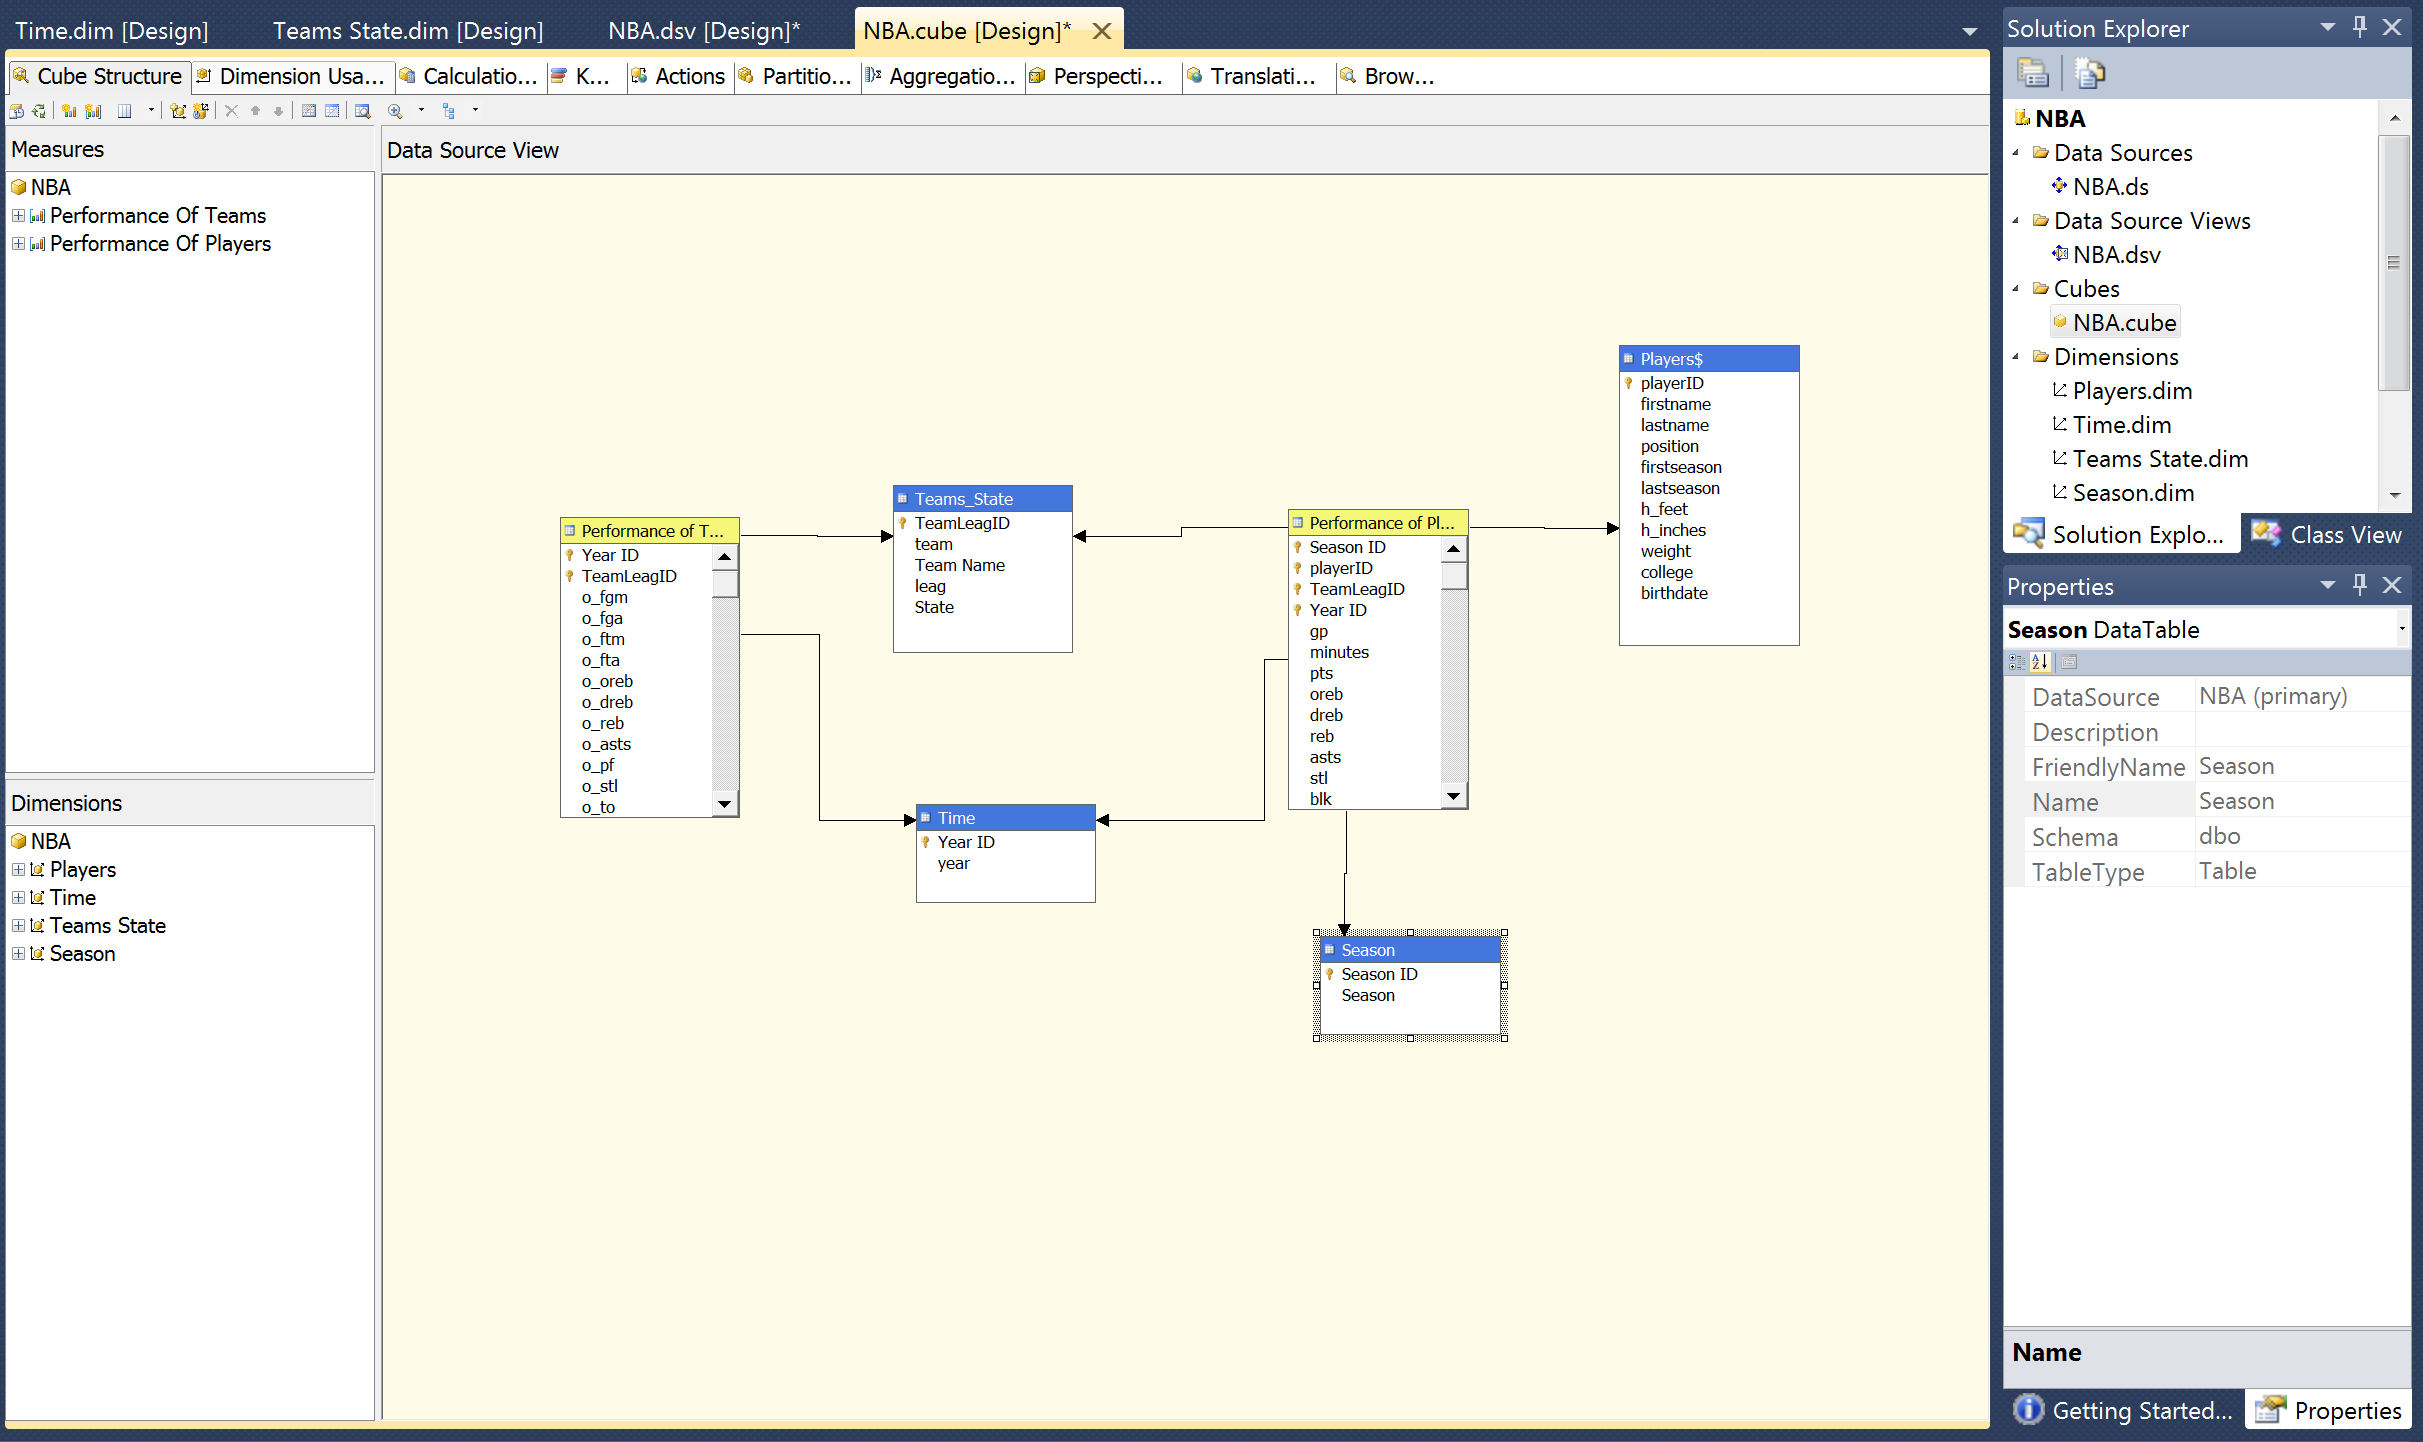 Time.dim [Design]
Teams State.dim [Design]
NBA.dsv [Design]*
NBA.cube [Design]*
Cube Structure
Dimension Usa...
Calculatio...
K...
Actions
Partitio...
Aggregatio...
Perspecti...
Translati...
Brow...
Measures
NBA
Performance Of Teams
Performance Of Players
Dimensions
NBA
Players
Time
Teams State
Season
Data Source View
Performance of T...
Year ID
TeamLeagID
o_fgm
o_fga
o_ftm
o_fta
o_oreb
o_dreb
o_reb
o_asts
o_pf
o_stl
o_to
Teams_State
TeamLeagID
team
Team Name
leag
State
Time
Year ID
year
Performance of Pl...
Season ID
playerID
TeamLeagID
Year ID
gp
minutes
pts
oreb
dreb
reb
asts
stl
blk
Season
Season ID
Season
Players$
playerID
firstname
lastname
position
firstseason
lastseason
h_feet
h_inches
weight
college
birthdate
Solution Explorer
NBA
Data Sources
NBA.ds
Data Source Views
NBA.dsv
Cubes
NBA.cube
Dimensions
Players.dim
Time.dim
Teams State.dim
Season.dim
Solution Explo...
Class View
Properties
Season DataTable
DataSource NBA (primary)
Description
FriendlyName Season
Name Season
Schema dbo
TableType Table
Name
Getting Started...
Properties